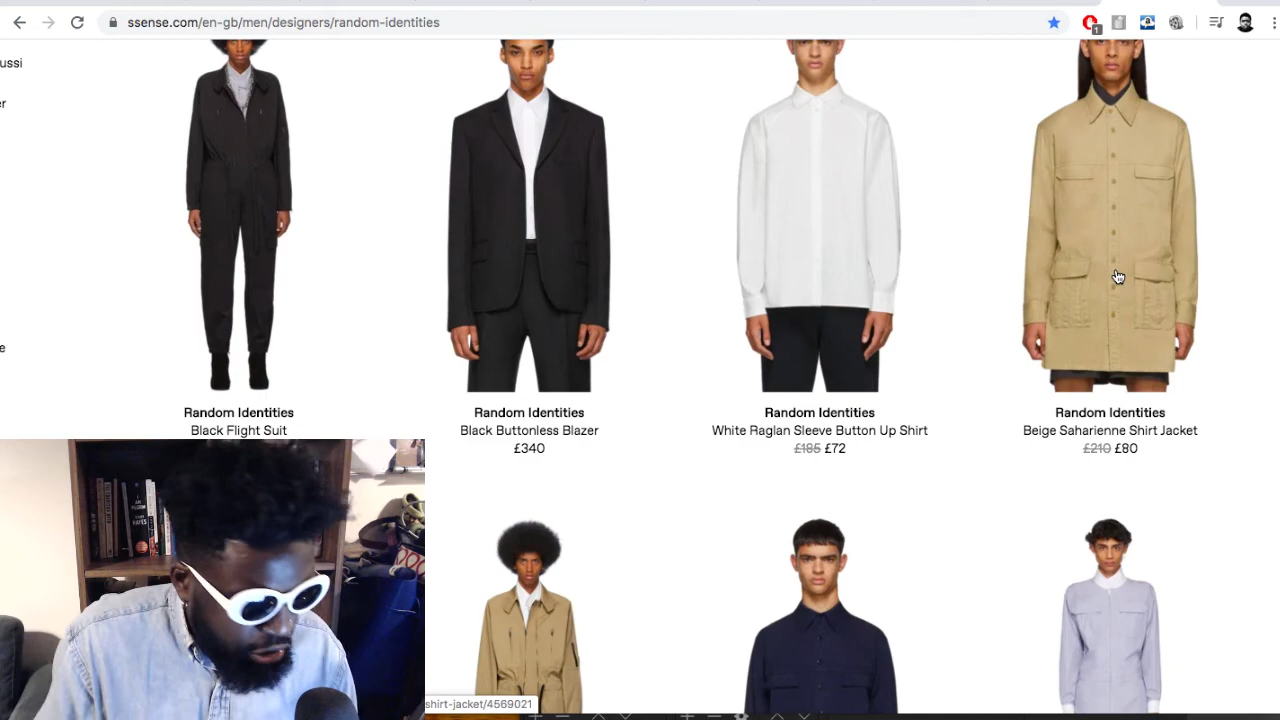 ssense.com/en-gb/men/designers/random-identities
1
ussi
er
e
Random Identities
Black Flight Suit
Random Identities
Black Buttonless Blazer
£340
Random Identities
White Raglan Sleeve Button Up Shirt
£185 £72
Random Identities
Beige Saharienne Shirt Jacket
£210 £80
shirt-jacket/4569021